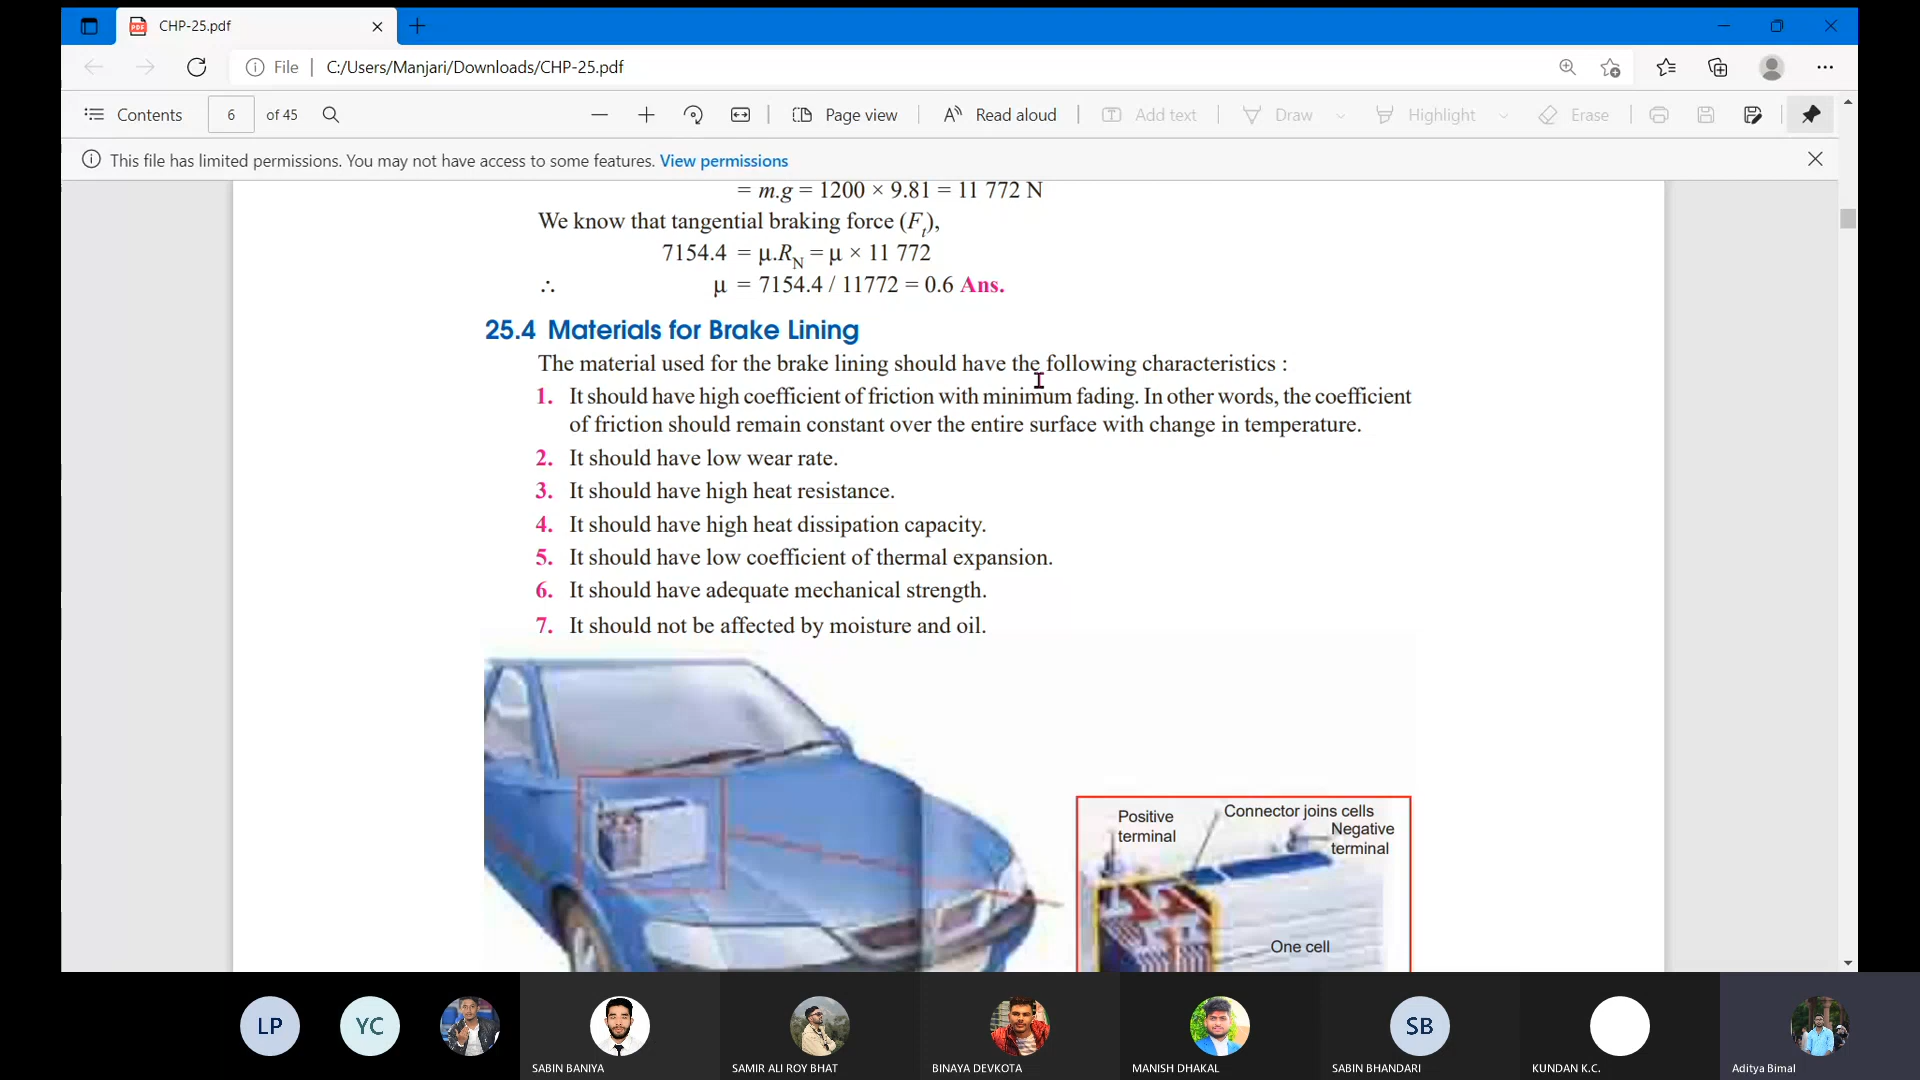 CHP-25.pdf
File
C:/Users/Manjari/Downloads/CHP-25.pdf
Contents
6
of 45
Page view
Read aloud
Add text
Draw
Highlight
Erase
This file has limited permissions. You may not have access to some features. View permissions
= m.g = 1200 × 9.81 = 11 772 N
We know that tangential braking force (Ft),
7154.4 = μ.RN = μ × 11 772
∴ μ = 7154.4 / 11772 = 0.6 Ans.
25.4 Materials for Brake Lining
The material used for the brake lining should have the following characteristics :
1. It should have high coefficient of friction with minimum fading. In other words, the coefficient
of friction should remain constant over the entire surface with change in temperature.
2. It should have low wear rate.
3. It should have high heat resistance.
4. It should have high heat dissipation capacity.
5. It should have low coefficient of thermal expansion.
6. It should have adequate mechanical strength.
7. It should not be affected by moisture and oil.
Positive
terminal
Connector joins cells
Negative
terminal
One cell
LP
YC
SB
SABIN BANIYA
SAMIR ALI ROY BHAT
BINAYA DEVKOTA
MANISH DHAKAL
SABIN BHANDARI
KUNDAN K.C.
Aditya Bimal